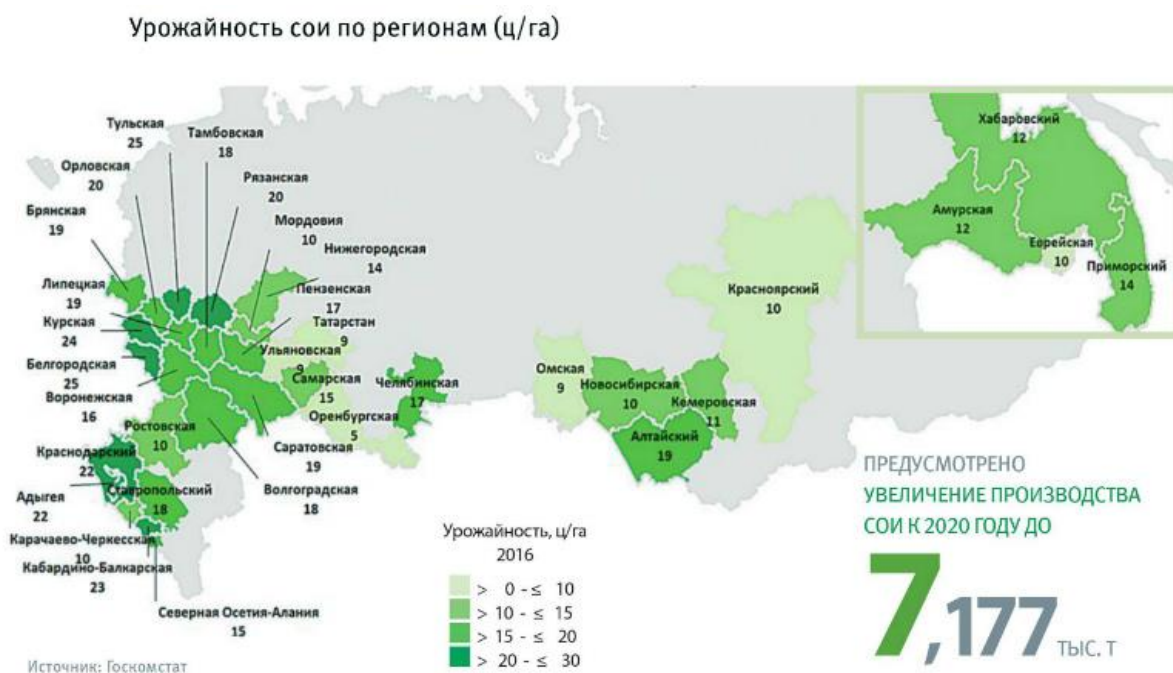 Урожайность сои по регионам (ц/га)
Тульская
25
Тамбовская
18
Орловская
20
Рязанская
20
Брянская
19
Мордовия
10
Нижегородская
14
Липецкая
19
Пензенская
17
Курская
24
Татарстан
9
Ульяновская
9
Белгородская
25
Самарская
15
Челябинская
17
Воронежская
16
Оренбургская
5
Ростовская
10
Саратовская
19
Краснодарский
22
Волгоградская
18
Адыгея
22
Ставропольский
18
Карачаево-Черкесская
10
Кабардино-Балкарская
23
Северная Осетия-Алания
15
Омская
9
Новосибирская
10
Кемеровская
11
Алтайский
19
Красноярский
10
Хабаровский
12
Амурская
12
Еврейская
10
Приморский
14
Урожайность, ц/га
2016
> 0 - ≤ 10
> 10 - ≤ 15
> 15 - ≤ 20
> 20 - ≤ 30
ПРЕДУСМОТРЕНО
УВЕЛИЧЕНИЕ ПРОИЗВОДСТВА
СОИ К 2020 ГОДУ ДО
7,177 ТЫС. Т
Источник: Госкомстат